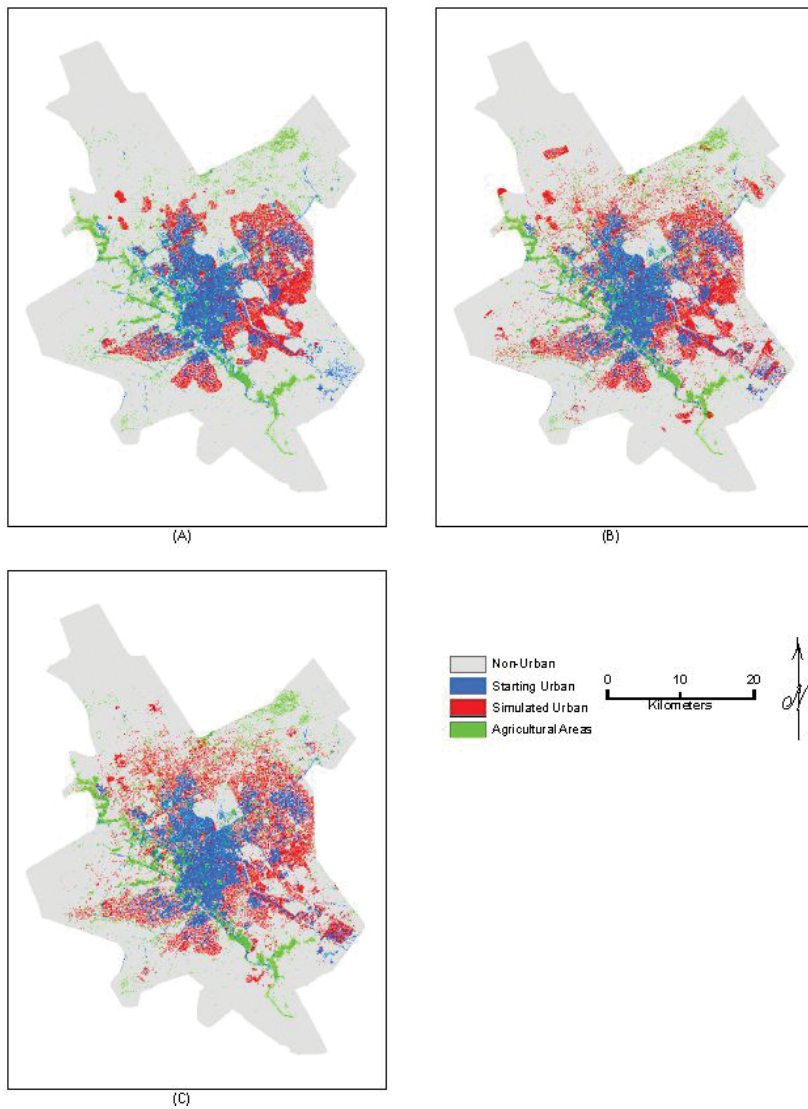 (A)
(B)
Non-Urban
Starting Urban
Simulated Urban
Agricultural Areas
0 10 20
Kilometers
N
(C)